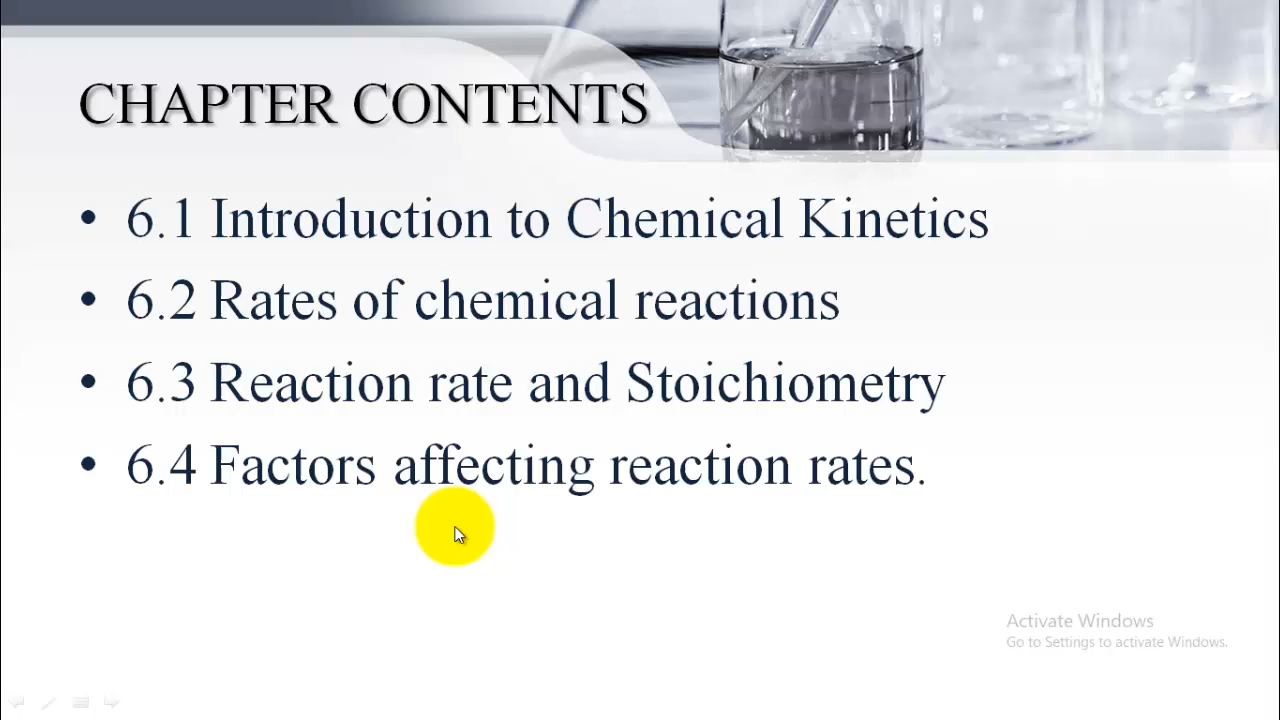 CHAPTER CONTENTS
• 6.1 Introduction to Chemical Kinetics
• 6.2 Rates of chemical reactions
• 6.3 Reaction rate and Stoichiometry
• 6.4 Factors affecting reaction rates.
Activate Windows
Go to Settings to activate Windows.